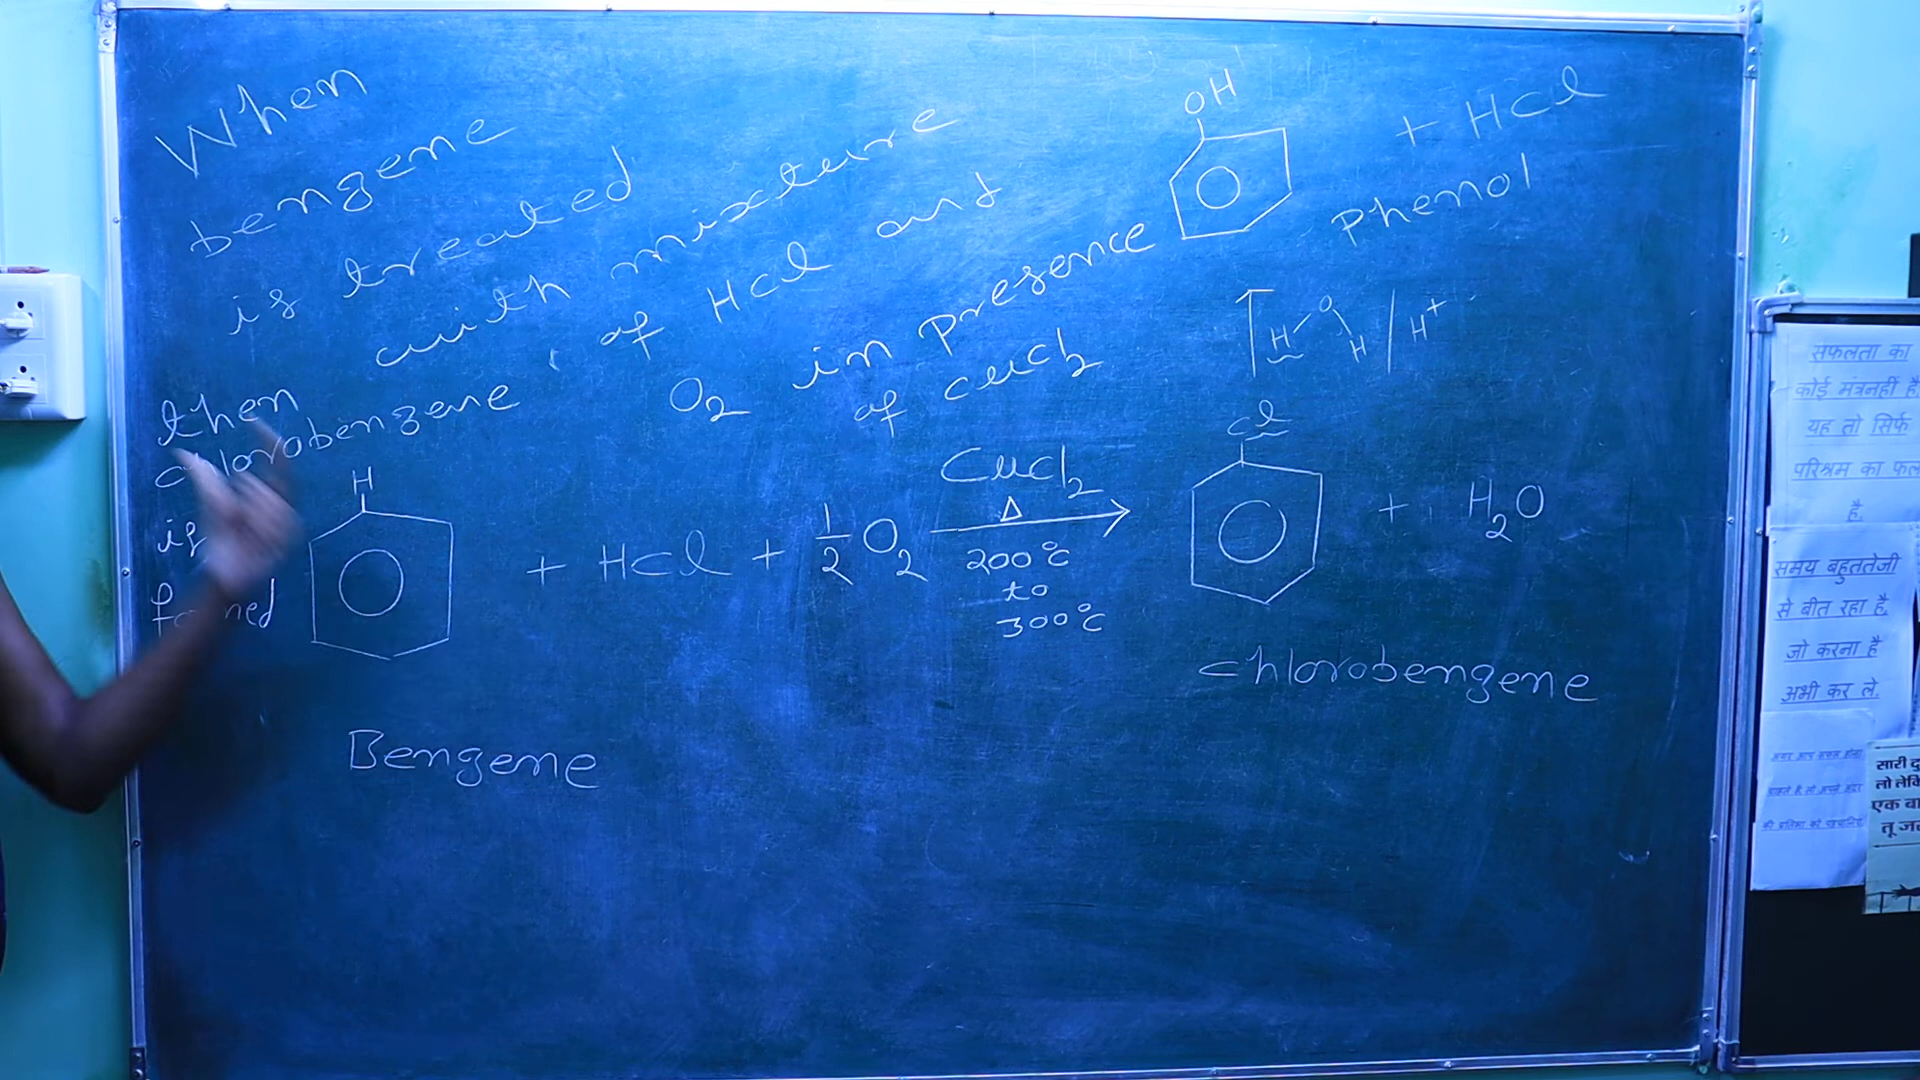 When
benzene
is treated
with mixture
of HCl and
O2 in presence
of CuCl2
then
chlorobenzene
is
formed
H
+ HCl + 1/2 O2
CuCl2
Δ
200°C
to
300°C
Cl
+ H2O
Benzene
chlorobenzene
H O H / H+
OH
+ HCl
Phenol
सफलता का
कोई मंत्र नहीं है
यह तो सिर्फ
परिश्रम का फल
है.
समय बहुत तेजी
से बीत रहा है.
जो करना है
अभी कर ले.
सारी दु
लो लेकि
एक बा
तू